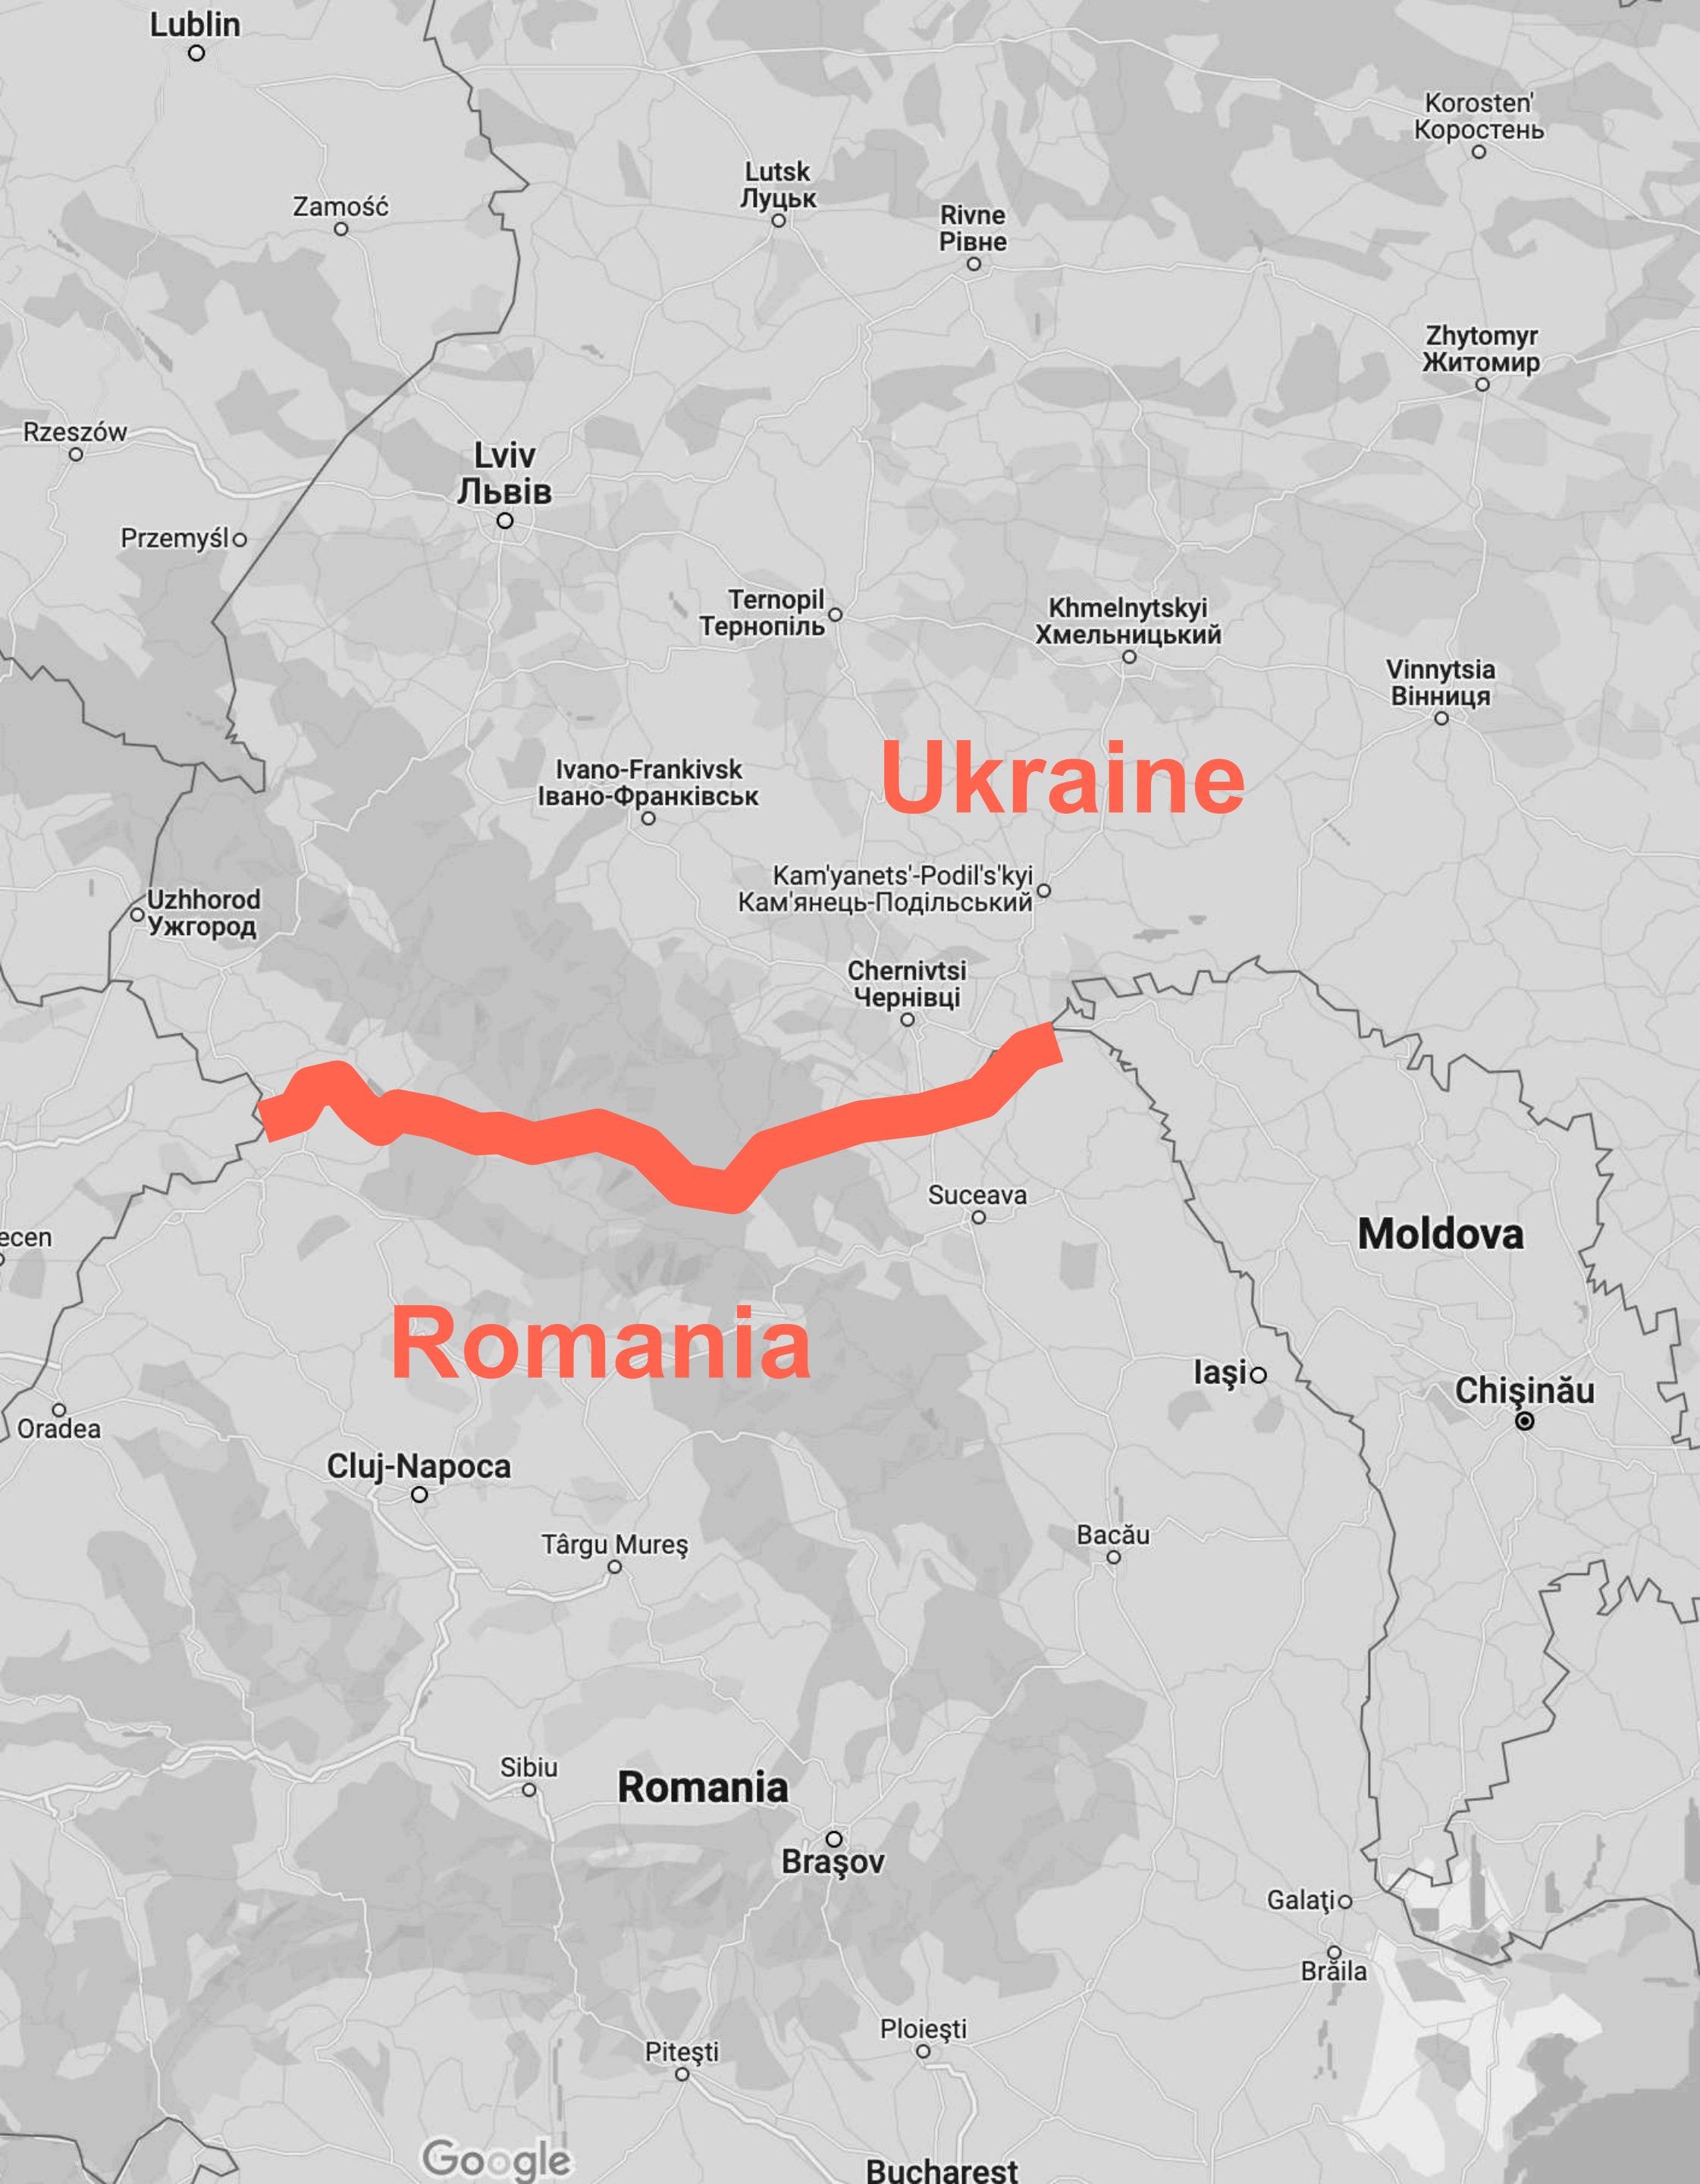 Lublin
Korosten'
Коростень
Lutsk
Луцьк
Zamość
Rivne
Рівне
Zhytomyr
Житомир
Rzeszów
Lviv
Львів
Przemyśl
Ternopil
Тернопіль
Khmelnytskyi
Хмельницький
Vinnytsia
Вінниця
Ivano-Frankivsk
Івано-Франківськ
Ukraine
Kam'yanets'-Podil's'kyi
Кам'янець-Подільський
Uzhhorod
Ужгород
Chernivtsi
Чернівці
Suceava
ecen
Moldova
Romania
Iaşi
Chişinău
Oradea
Cluj-Napoca
Târgu Mureş
Bacău
Sibiu
Romania
Braşov
Galaţi
Brăila
Ploieşti
Piteşti
Google
Bucharest